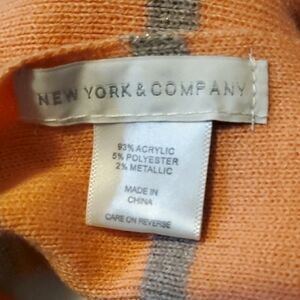 NEW YORK & COMPANY
93% ACRYLIC
5% POLYESTER
2% METALLIC
MADE IN
CHINA
CARE ON REVERSE